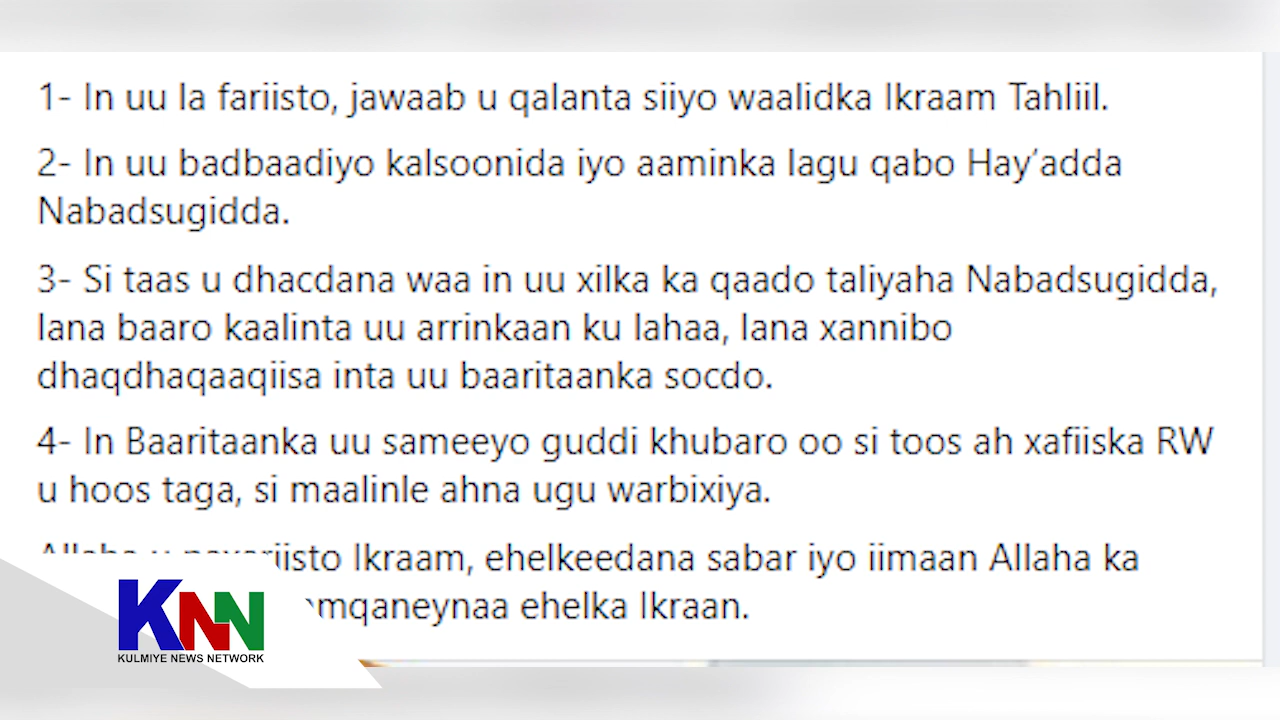 1- In uu la fariisto, jawaab u qalanta siiyo waalidka Ikraam Tahliil.
2- In uu badbaadiyo kalsoonida iyo aaminka lagu qabo Hay’adda
Nabadsugidda.
3- Si taas u dhacdana waa in uu xilka ka qaado taliyaha Nabadsugidda,
lana baaro kaalinta uu arrinkaan ku lahaa, lana xannibo
dhaqdhaqaaqiisa inta uu baaritaanka socdo.
4- In Baaritaanka uu sameeyo guddi khubaro oo si toos ah xafiiska RW
u hoos taga, si maalinle ahna ugu warbixiya.
Allaha u naxariisto Ikraam, ehelkeedana sabar iyo iimaan Allaha ka
ehelka Ikraan.
KNN
KULMIYE NEWS NETWORK